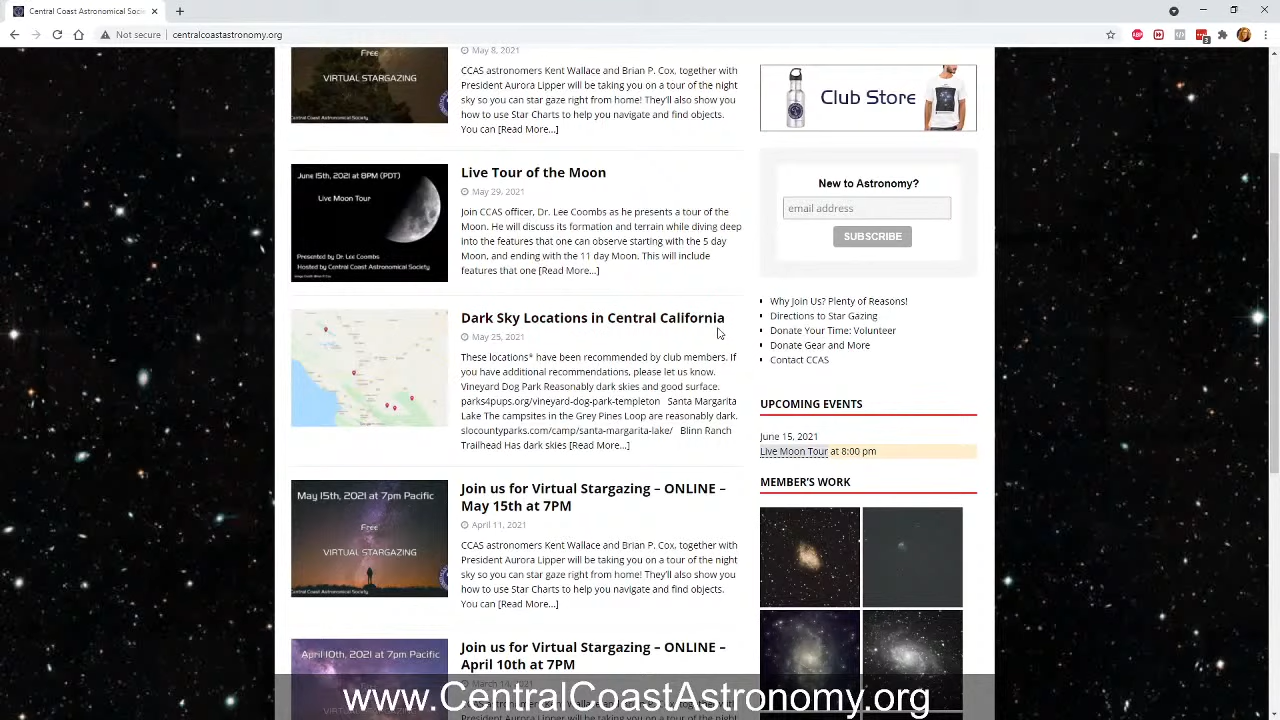 Central Coast Astronomical Soci
Not secure | centralcoastastronomy.org
3
Free
VIRTUAL STARGAZING
Central Coast Astronomical Society
May 8, 2021
CCAS astronomers Kent Wallace and Brian P. Cox, together with
President Aurora Lipper will be taking you on a tour of the night
sky so you can star gaze right from home! They'll also show you
how to use Star Charts to help you navigate and find objects.
You can [Read More...]
June 15th, 2021 at 8PM (PDT)
Live Moon Tour
Presented by Dr. Lee Coombs
Hosted by Central Coast Astronomical Society
Live Tour of the Moon
May 29, 2021
Join CCAS officer, Dr. Lee Coombs as he presents a tour of the
Moon. He will discuss its formation and terrain while diving deep
into the features that one can observe starting with the 5 day
Moon, and ending with the 11 day Moon. This will include
features that one [Read More...]
Dark Sky Locations in Central California
May 25, 2021
These locations* have been recommended by club members. If
you have additional recommendations, please let us know.
Vineyard Dog Park Reasonably dark skies and good surface.
parks4pups.org/vineyard-dog-park-templeton Santa Margarita
Lake The campsites in the Grey Pines Loop are reasonably dark.
slocountyparks.com/camp/santa-margarita-lake/ Blinn Ranch
Trailhead Has dark skies [Read More...]
May 15th, 2021 at 7pm Pacific
Free
VIRTUAL STARGAZING
Central Coast Astronomical Society
Join us for Virtual Stargazing – ONLINE –
May 15th at 7PM
April 11, 2021
CCAS astronomers Kent Wallace and Brian P. Cox, together with
President Aurora Lipper will be taking you on a tour of the night
sky so you can star gaze right from home! They'll also show you
how to use Star Charts to help you navigate and find objects.
You can [Read More...]
April 10th, 2021 at 7pm Pacific
Join us for Virtual Stargazing – ONLINE –
April 10th at 7PM
Club Store
New to Astronomy?
email address
SUBSCRIBE
Why Join Us? Plenty of Reasons!
Directions to Star Gazing
Donate Your Time: Volunteer
Donate Gear and More
Contact CCAS
UPCOMING EVENTS
June 15, 2021
Live Moon Tour at 8:00 pm
MEMBER'S WORK
www.CentralCoastAstronomy.org